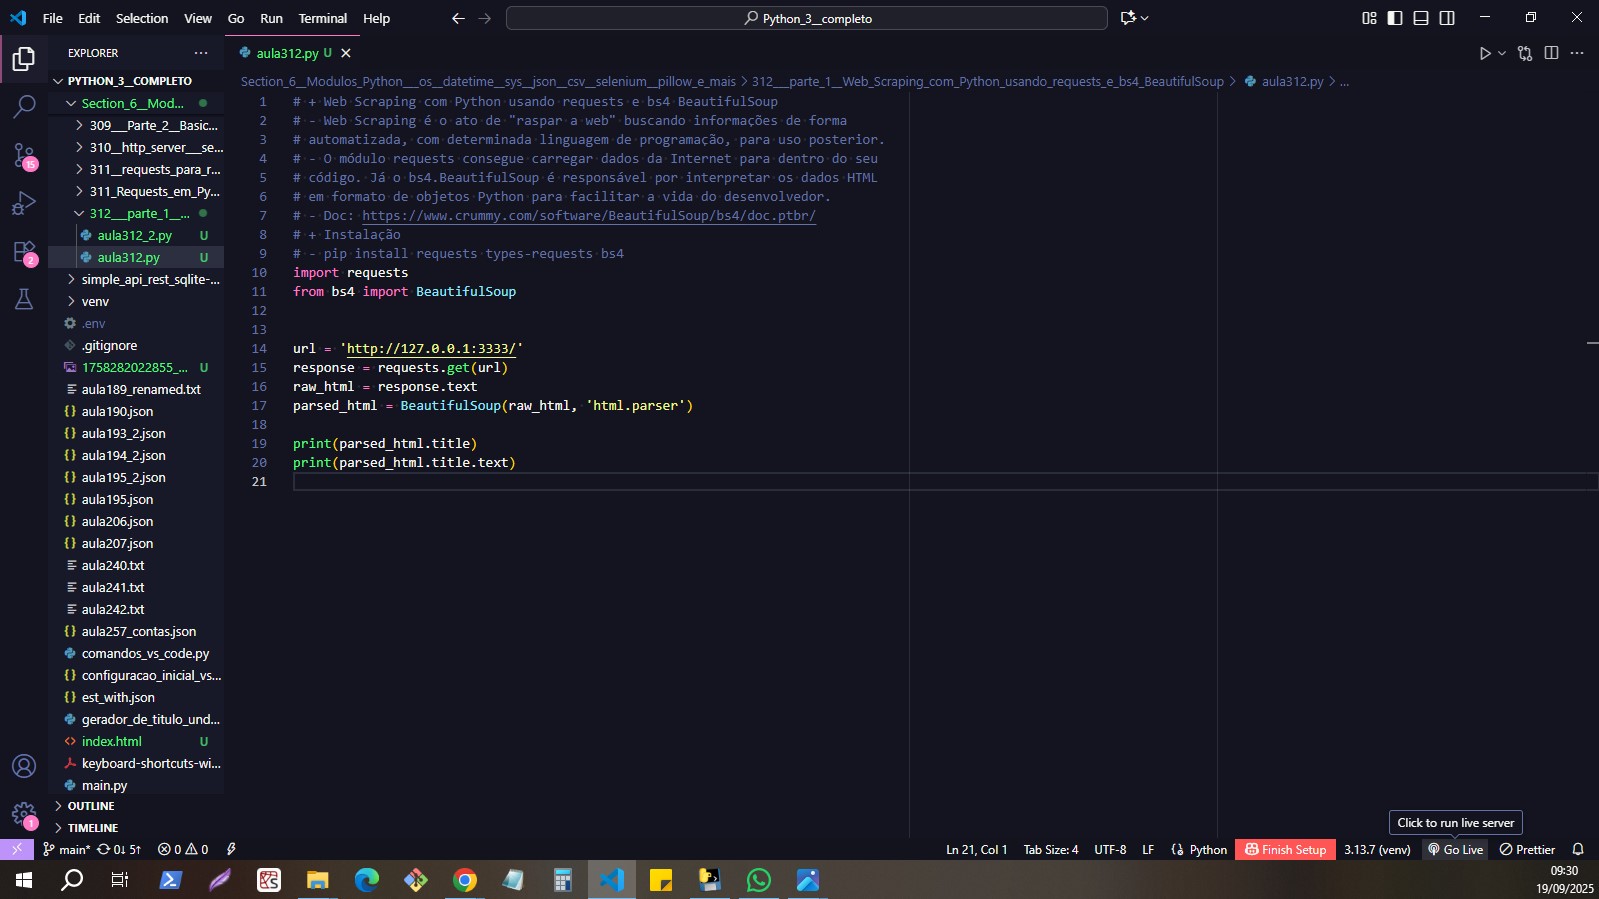 File Edit Selection View Go Run Terminal Help
Python_3__completo
EXPLORER
aula312.py U
PYTHON_3__COMPLETO
Section_6__Modulos_Python___os__datetime__sys__json__csv__selenium__pillow_e_mais > 312___parte_1__Web_Scraping_com_Python_usando_requests_e_bs4_BeautifulSoup > aula312.py > ...
Section_6__Mod...
309___Parte_2__Basic...
310__http_server___se...
311__requests_para_r...
311_Requests_em_Py...
312___parte_1__...
aula312_2.py U
aula312.py U
simple_api_rest_sqlite-...
venv
.env
.gitignore
1758282022855_... U
aula189_renamed.txt
aula190.json
aula193_2.json
aula194_2.json
aula195_2.json
aula195.json
aula206.json
aula207.json
aula240.txt
aula241.txt
aula242.txt
aula257_contas.json
comandos_vs_code.py
configuracao_inicial_vs...
est_with.json
gerador_de_titulo_und...
index.html U
keyboard-shortcuts-wi...
main.py
OUTLINE
TIMELINE
1 # + Web Scraping com Python usando requests e bs4 BeautifulSoup
2 # - Web Scraping é o ato de "raspar a web" buscando informações de forma
3 # automatizada, com determinada linguagem de programação, para uso posterior.
4 # - O módulo requests consegue carregar dados da Internet para dentro do seu
5 # código. Já o bs4.BeautifulSoup é responsável por interpretar os dados HTML
6 # em formato de objetos Python para facilitar a vida do desenvolvedor.
7 # - Doc: https://www.crummy.com/software/BeautifulSoup/bs4/doc.ptbr/
8 # + Instalação
9 # - pip install requests types-requests bs4
10 import requests
11 from bs4 import BeautifulSoup
12
13
14 url = 'http://127.0.0.1:3333/'
15 response = requests.get(url)
16 raw_html = response.text
17 parsed_html = BeautifulSoup(raw_html, 'html.parser')
18
19 print(parsed_html.title)
20 print(parsed_html.title.text)
21
15
2
1
Click to run live server
main* 0↓ 5↑ 0 0 Ln 21, Col 1 Tab Size: 4 UTF-8 LF Python Finish Setup 3.13.7 (venv) Go Live Prettier
09:30
19/09/2025